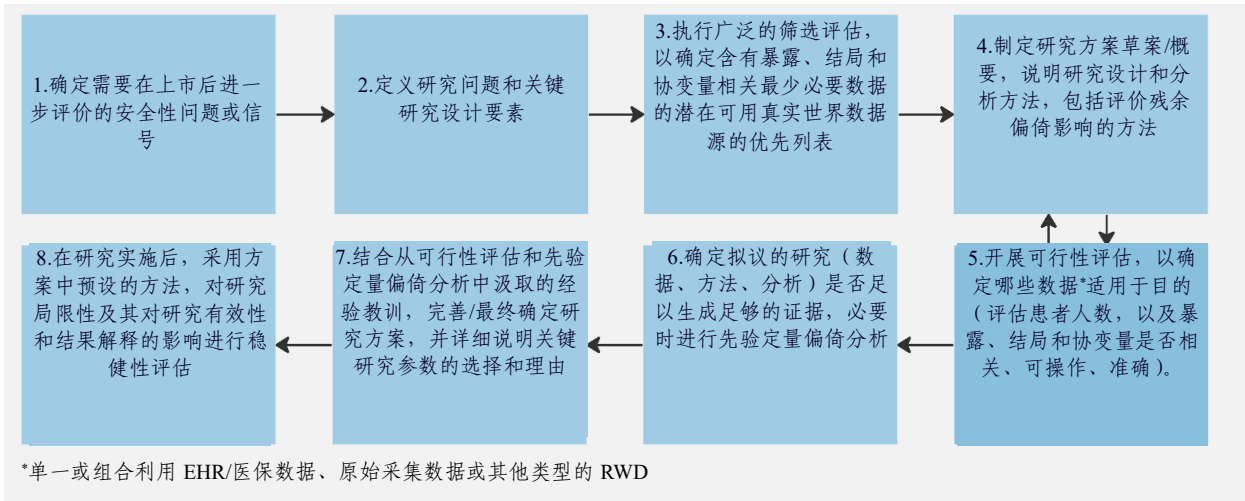 1.确定需要在上市后进一
步评价的安全性问题或信
号
2.定义研究问题和关键
研究设计要素
3.执行广泛的筛选评估，
以确定含有暴露、结局和
协变量相关最少必要数据
的潜在可用真实世界数据
源的优先列表
4.制定研究方案草案/概
要，说明研究设计和分
析方法，包括评价残余
偏倚影响的方法
5.开展可行性评估，以确
定哪些数据*适用于目的
（评估患者人数，以及暴
露、结局和协变量是否相
关、可操作、准确）。
6.确定拟议的研究（数
据、方法、分析）是否足
以生成足够的证据，必要
时进行先验定量偏倚分析
7.结合从可行性评估和先
验定量偏倚分析中汲取的
经验教训，完善/最终确定研
究方案，并详细说明关键
研究参数的选择和理由
8.在研究实施后，采用方
案中预设的方法，对研究
局限性及其对研究有效性
和结果解释的影响进行稳
健性评估
*单一或组合利用 EHR/医保数据、原始采集数据或其他类型的 RWD